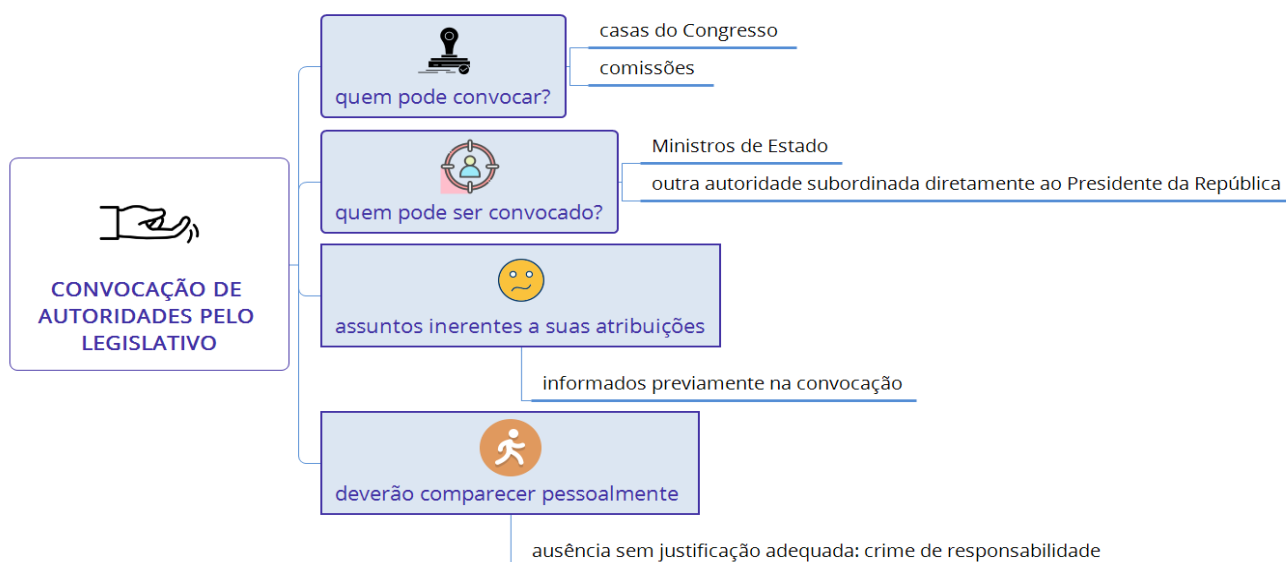 CONVOCAÇÃO DE
AUTORIDADES PELO
LEGISLATIVO
quem pode convocar?
casas do Congresso
comissões
quem pode ser convocado?
Ministros de Estado
outra autoridade subordinada diretamente ao Presidente da República
assuntos inerentes a suas atribuições
informados previamente na convocação
deverão comparecer pessoalmente
ausência sem justificação adequada: crime de responsabilidade